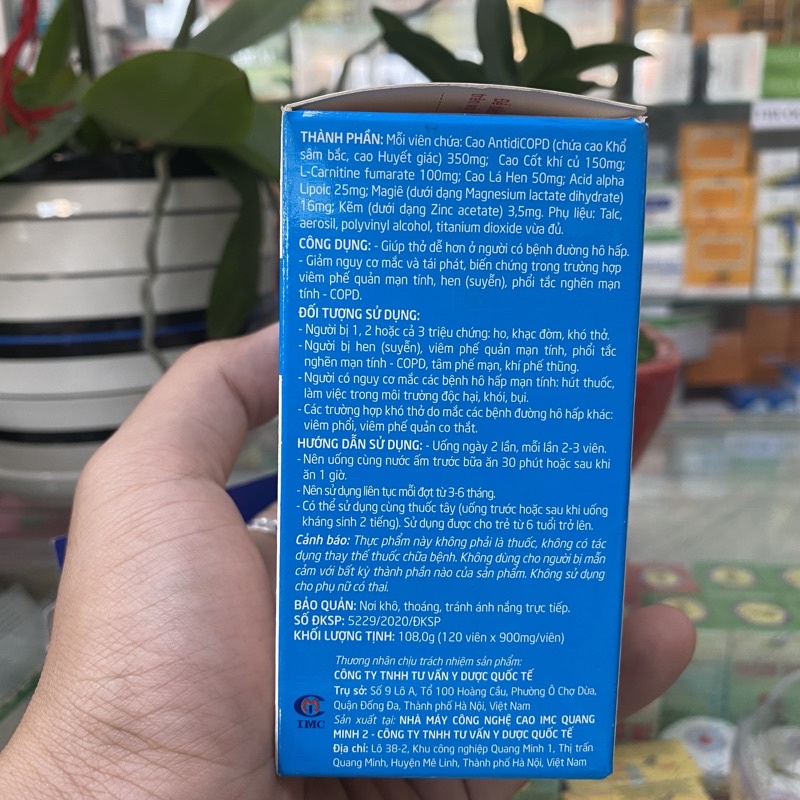 THÀNH PHẦN: Mỗi viên chứa: Cao AntidiCOPD (chứa cao Khổ
sâm bắc, cao Huyết giác) 350mg; Cao Cốt khí củ 150mg;
L-Carnitine fumarate 100mg; Cao Lá Hen 50mg; Acid alpha
Lipoic 25mg; Magiê (dưới dạng Magnesium lactate dihydrate)
16mg; Kẽm (dưới dạng Zinc acetate) 3,5mg. Phụ liệu: Talc,
aerosil, polyvinyl alcohol, titanium dioxide vừa đủ.
CÔNG DỤNG: - Giúp thở dễ hơn ở người có bệnh đường hô hấp.
- Giảm nguy cơ mắc và tái phát, biến chứng trong trường hợp
viêm phế quản mạn tính, hen (suyễn), phổi tắc nghẽn mạn
tính - COPD.
ĐỐI TƯỢNG SỬ DỤNG:
- Người bị 1, 2 hoặc cả 3 triệu chứng: ho, khạc đờm, khó thở.
- Người bị hen (suyễn), viêm phế quản mạn tính, phổi tắc
nghẽn mạn tính - COPD, tâm phế mạn, khí phế thũng.
- Người có nguy cơ mắc các bệnh hô hấp mạn tính: hút thuốc,
làm việc trong môi trường độc hại, khói, bụi.
- Các trường hợp khó thở do mắc các bệnh đường hô hấp khác:
viêm phổi, viêm phế quản co thắt.
HƯỚNG DẪN SỬ DỤNG: - Uống ngày 2 lần, mỗi lần 2-3 viên.
- Nên uống cùng nước ấm trước bữa ăn 30 phút hoặc sau khi
ăn 1 giờ.
- Nên sử dụng liên tục mỗi đợt từ 3-6 tháng.
- Có thể sử dụng cùng thuốc tây (uống trước hoặc sau khi uống
kháng sinh 2 tiếng). Sử dụng được cho trẻ từ 6 tuổi trở lên.
Cảnh báo: Thực phẩm này không phải là thuốc, không có tác
dụng thay thế thuốc chữa bệnh. Không dùng cho người bị mẫn
cảm với bất kỳ thành phần nào của sản phẩm. Không sử dụng
cho phụ nữ có thai.
BẢO QUẢN: Nơi khô, thoáng, tránh ánh nắng trực tiếp.
SỐ ĐKSP: 5229/2020/ĐKSP
KHỐI LƯỢNG TỊNH: 108,0g (120 viên x 900mg/viên)
Thương nhân chịu trách nhiệm sản phẩm:
CÔNG TY TNHH TƯ VẤN Y DƯỢC QUỐC TẾ
Trụ sở: Số 9 Lô A, Tổ 100 Hoàng Cầu, Phường Ô Chợ Dừa,
Quận Đống Đa, Thành phố Hà Nội, Việt Nam
IMC
Sản xuất tại: NHÀ MÁY CÔNG NGHỆ CAO IMC QUANG
MINH 2 - CÔNG TY TNHH TƯ VẤN Y DƯỢC QUỐC TẾ
Địa chỉ: Lô 38-2, Khu công nghiệp Quang Minh 1, Thị trấn
Quang Minh, Huyện Mê Linh, Thành phố Hà Nội, Việt Nam